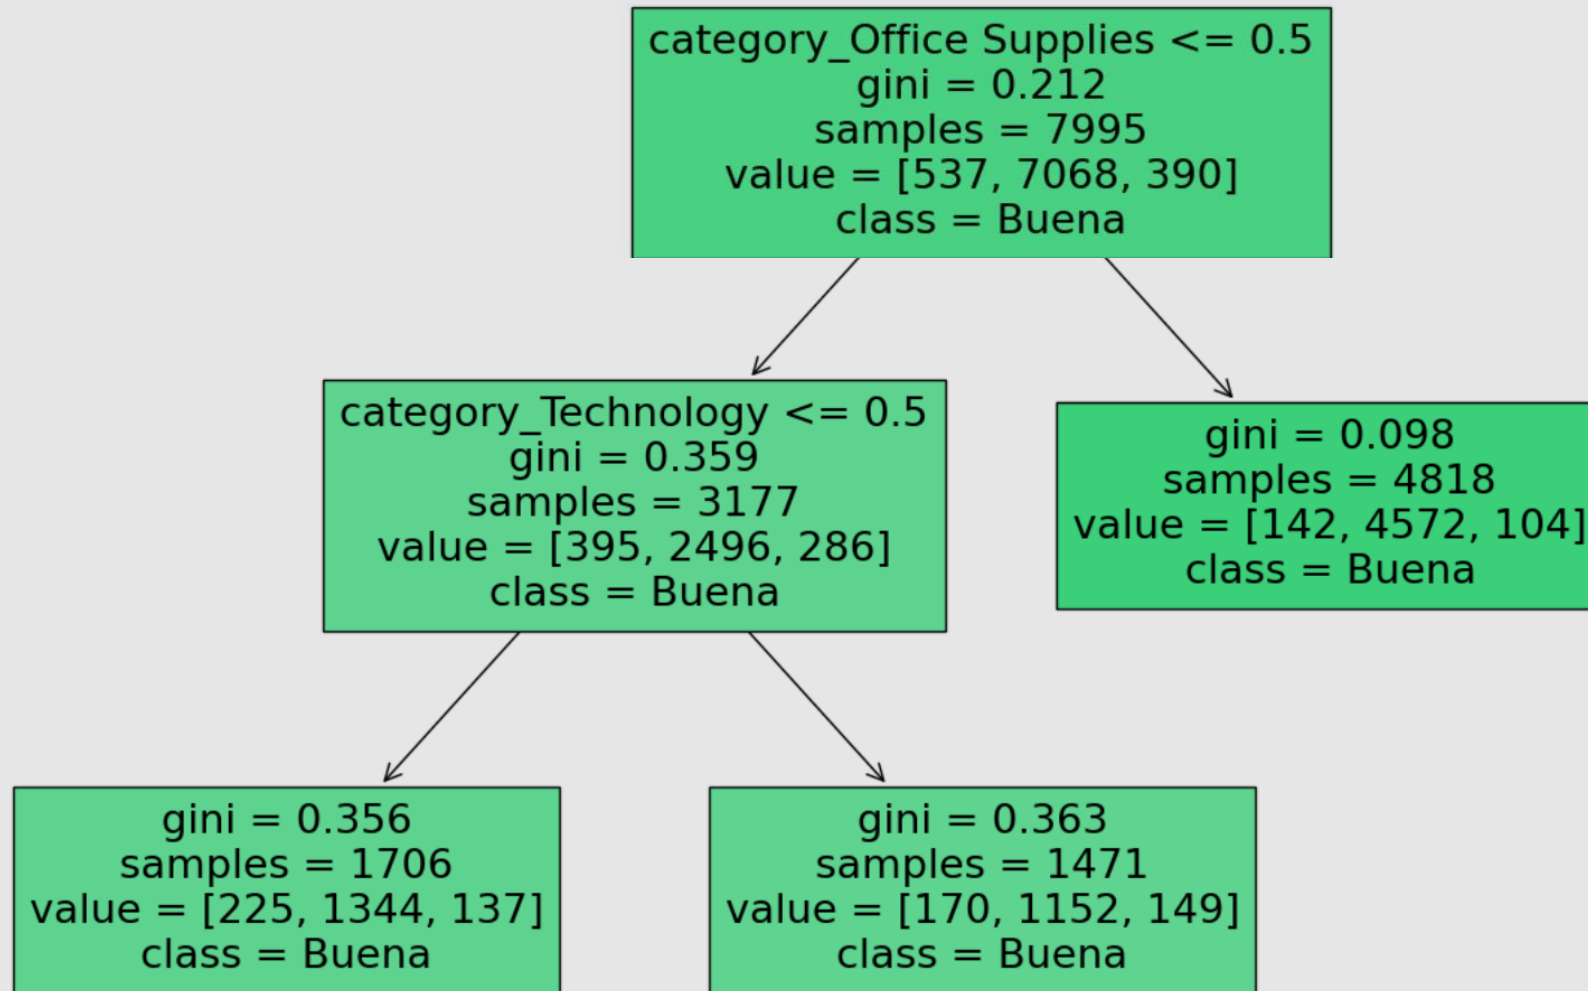 category_Office Supplies <= 0.5
gini = 0.212
samples = 7995
value = [537, 7068, 390]
class = Buena
category_Technology <= 0.5
gini = 0.359
samples = 3177
value = [395, 2496, 286]
class = Buena
gini = 0.098
samples = 4818
value = [142, 4572, 104]
class = Buena
gini = 0.356
samples = 1706
value = [225, 1344, 137]
class = Buena
gini = 0.363
samples = 1471
value = [170, 1152, 149]
class = Buena